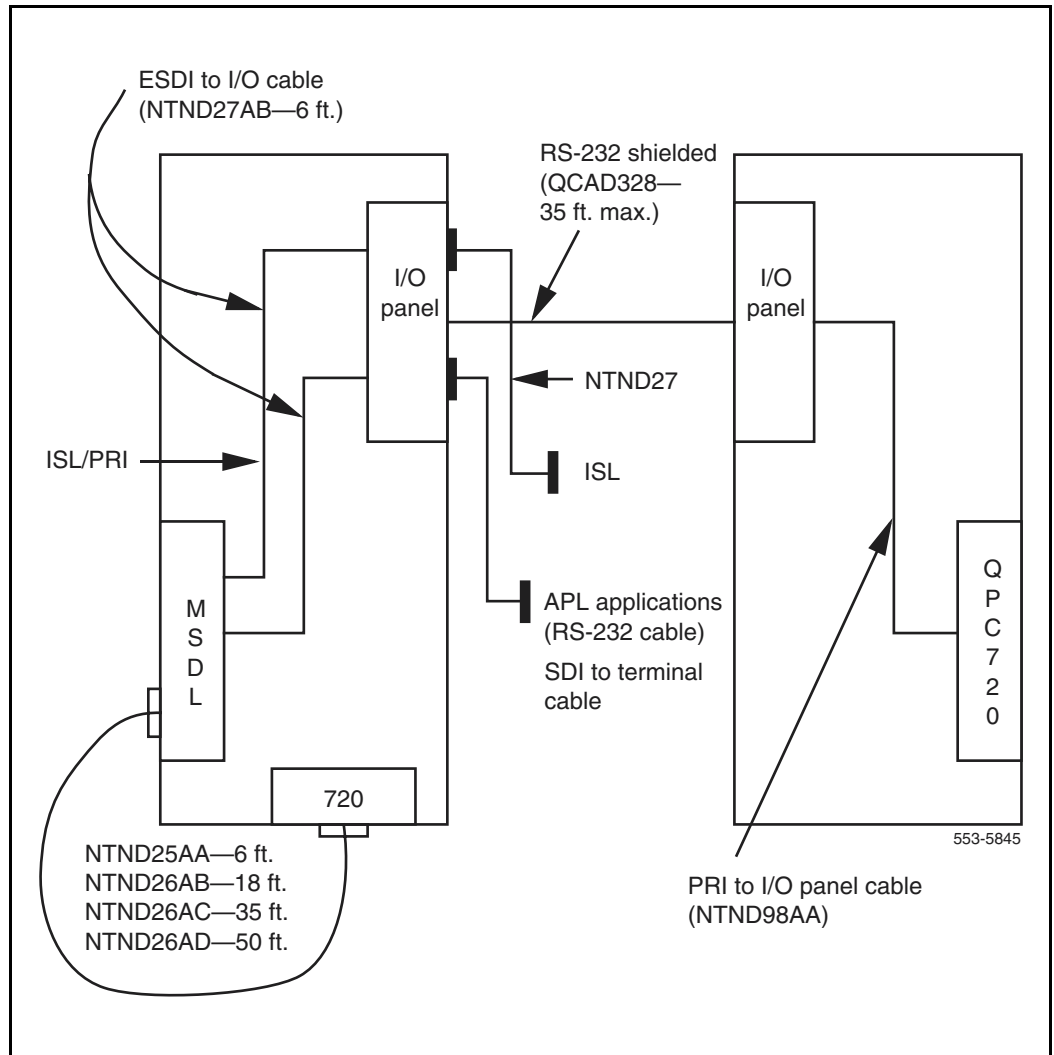 ESDI to I/O cable
(NTND27AB—6 ft.)
RS-232 shielded
(QCAD328—
35 ft. max.)
I/O
panel
I/O
panel
NTND27
ISL/PRI
ISL
M
S
D
L
APL applications
(RS-232 cable)
SDI to terminal
cable
Q
P
C
7
2
0
720
553-5845
NTND25AA—6 ft.
NTND26AB—18 ft.
NTND26AC—35 ft.
NTND26AD—50 ft.
PRI to I/O panel cable
(NTND98AA)